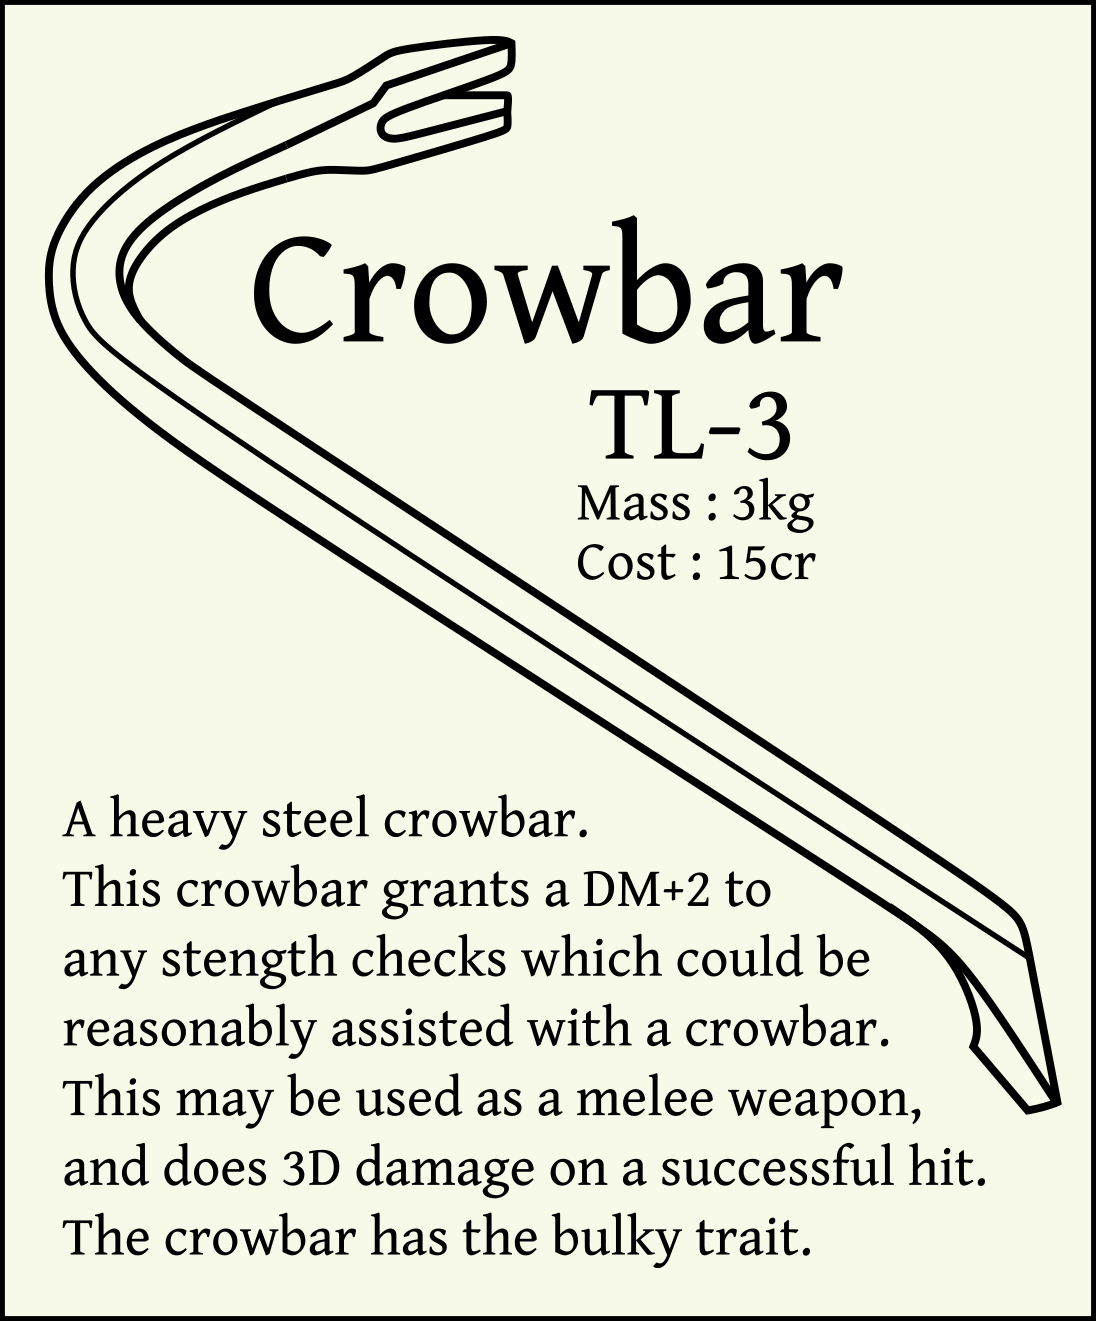 Crowbar
TL-3
Mass : 3kg
Cost : 15cr
A heavy steel crowbar.
This crowbar grants a DM+2 to
any stength checks which could be
reasonably assisted with a crowbar.
This may be used as a melee weapon,
and does 3D damage on a successful hit.
The crowbar has the bulky trait.